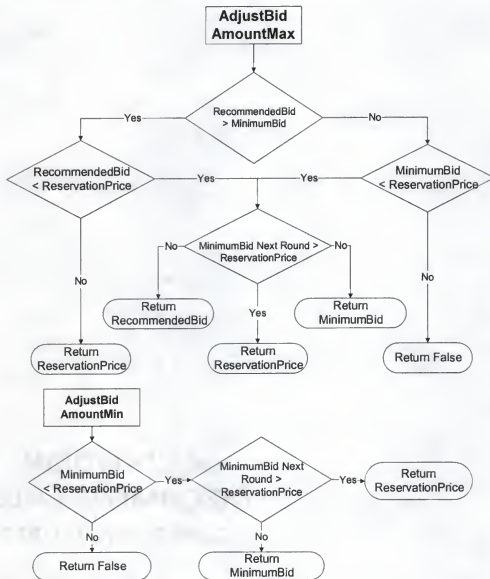 AdjustBid
AmountMax
RecommendedBid
> MinimumBid
Yes
No
RecommendedBid
< ReservationPrice
Yes
Yes
MinimumBid
< ReservationPrice
No
MinimumBid Next Round >
ReservationPrice
No
No
No
Return
RecommendedBid
Yes
Return
MinimumBid
Return
ReservationPrice
Return
ReservationPrice
Return False
AdjustBid
AmountMin
MinimumBid
< ReservationPrice
Yes
MinimumBid Next
Round >
ReservationPrice
Yes
Return
ReservationPrice
No
No
Return False
Return
MinimumBid